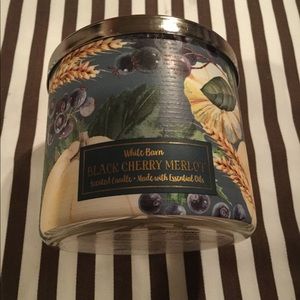 White Barn
BLACK CHERRY MERLOT
Scented Candle • Made with Essential Oils